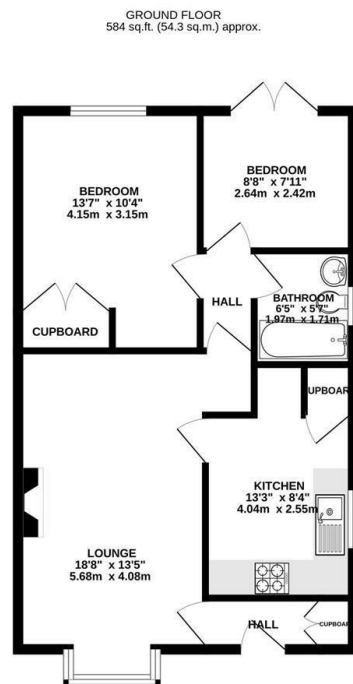 GROUND FLOOR
584 sq.ft. (54.3 sq.m.) approx.
BEDROOM
13'7" x 10'4"
4.15m x 3.15m
BEDROOM
8'8" x 7'11"
2.64m x 2.42m
HALL
BATHROOM
6'5" x 5'7"
1.97m x 1.71m
CUPBOARD
UPBOARD
KITCHEN
13'3" x 8'4"
4.04m x 2.55m
LOUNGE
18'8" x 13'5"
5.68m x 4.08m
HALL
CUPBOARD